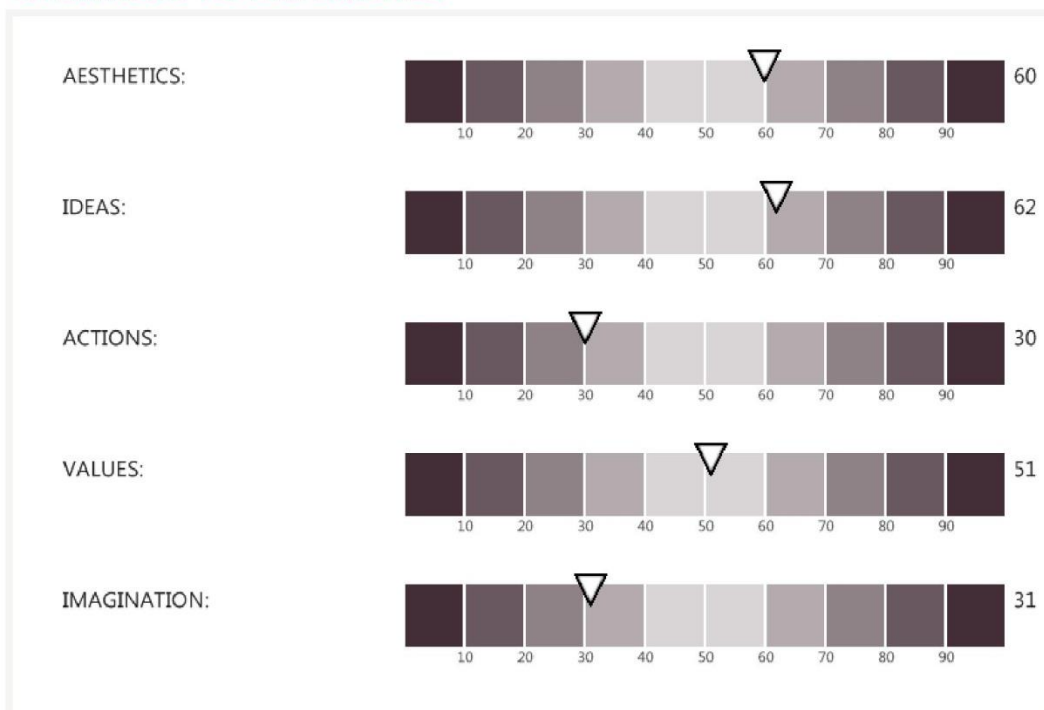 AESTHETICS: 60
10 20 30 40 50 60 70 80 90
IDEAS: 62
10 20 30 40 50 60 70 80 90
ACTIONS: 30
10 20 30 40 50 60 70 80 90
VALUES: 51
10 20 30 40 50 60 70 80 90
IMAGINATION: 31
10 20 30 40 50 60 70 80 90